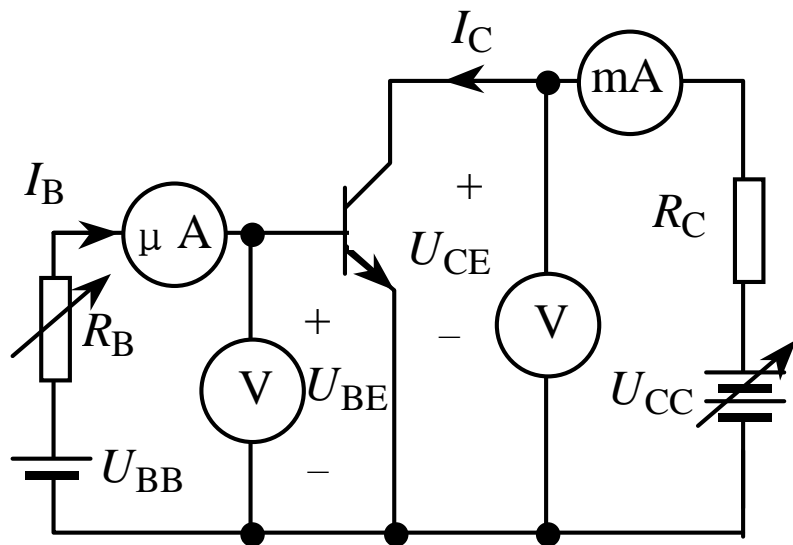 I_C
mA
I_B
μ A
+
U_CE
–
R_C
R_B
+
V
U_BE
–
V
U_CC
U_BB